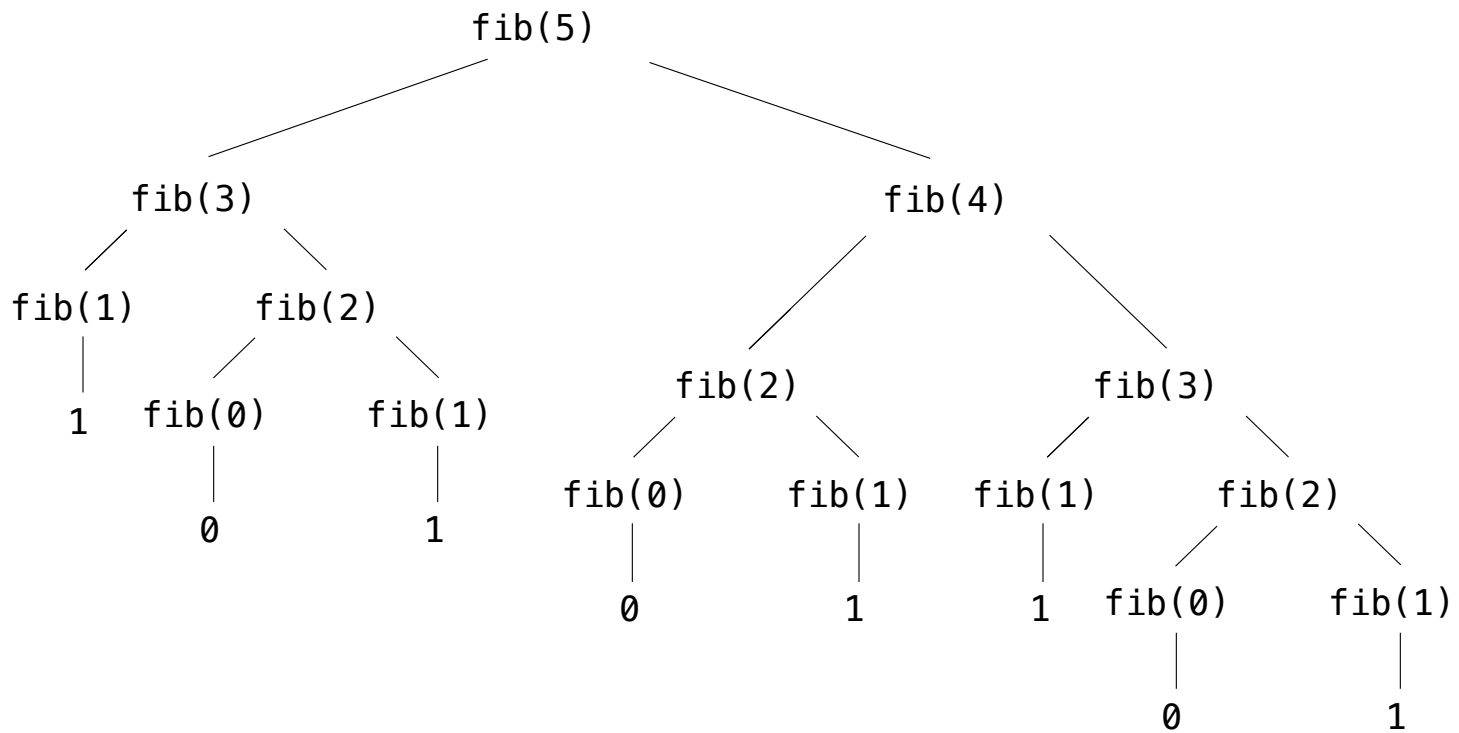 fib(5)
fib(3) fib(4)
fib(1) fib(2)
fib(2) fib(3)
1 fib(0) fib(1)
fib(0) fib(1) fib(1) fib(2)
0 1
0 1 1 fib(0) fib(1)
0 1